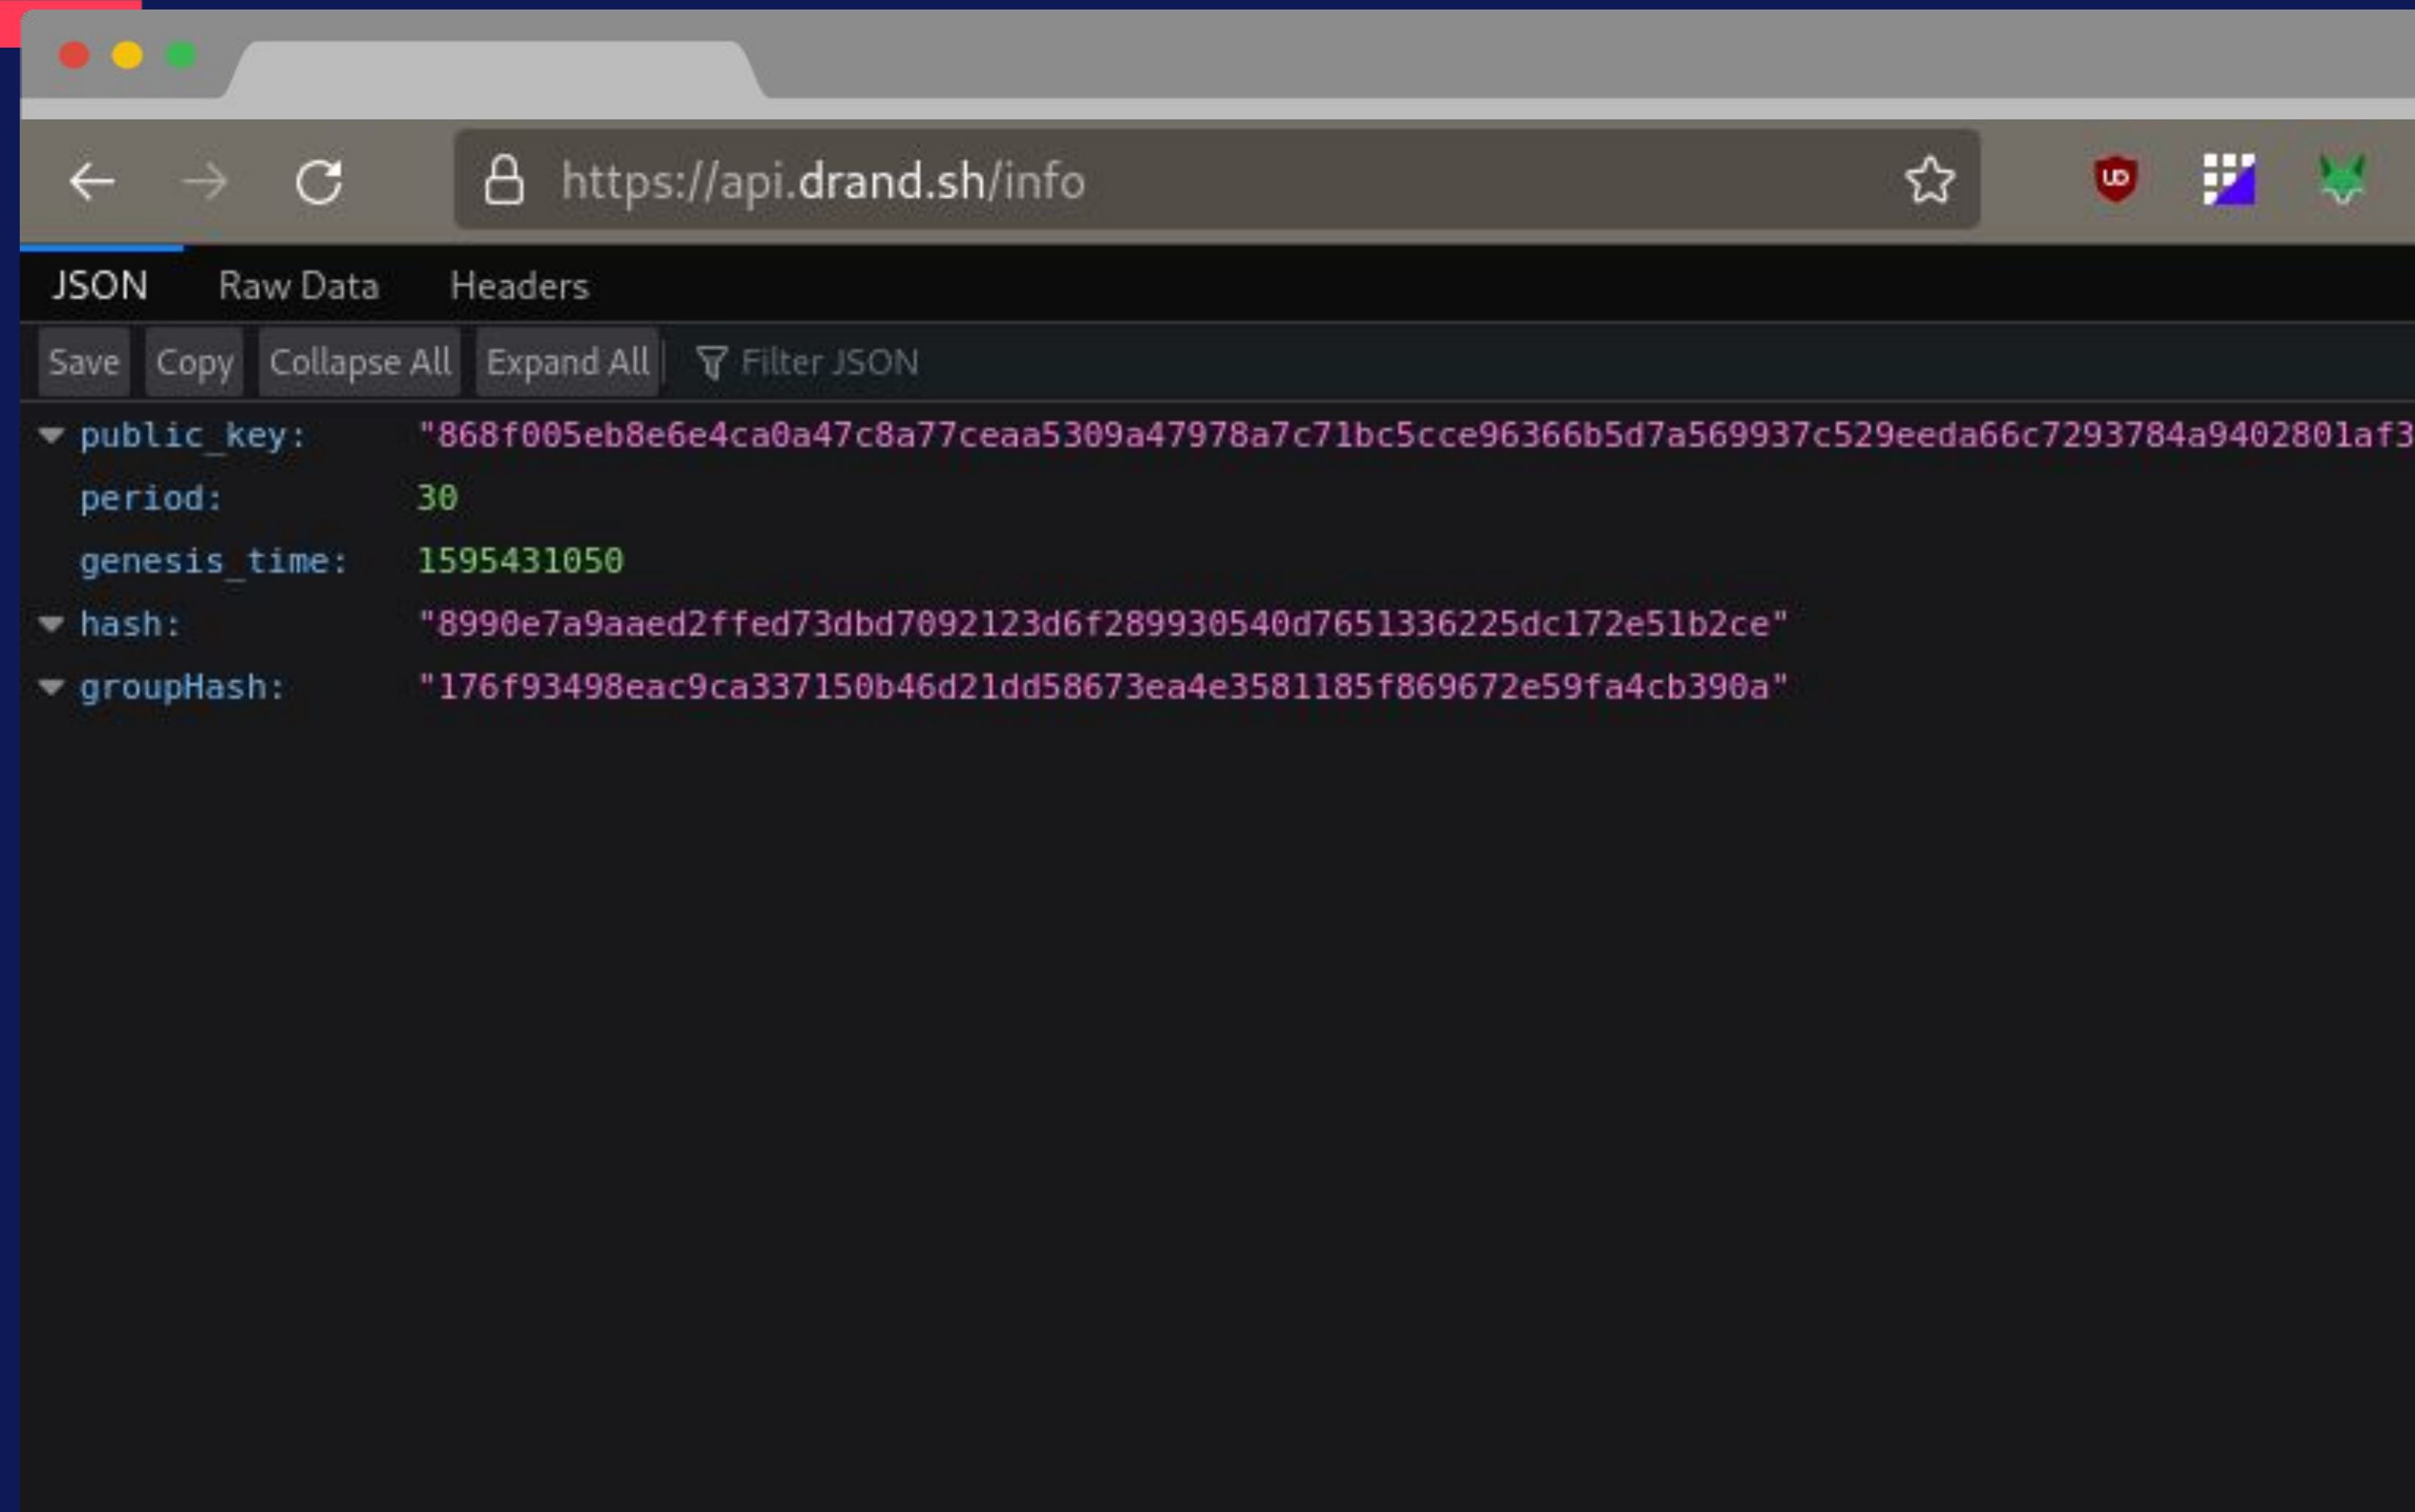 https://api.drand.sh/info
JSON Raw Data Headers
Save Copy Collapse All Expand All Filter JSON
public_key: "868f005eb8e6e4ca0a47c8a77ceaa5309a47978a7c71bc5cce96366b5d7a569937c529eeda66c7293784a9402801af3
period: 30
genesis_time: 1595431050
hash: "8990e7a9aaed2ffed73dbd7092123d6f289930540d7651336225dc172e51b2ce"
groupHash: "176f93498eac9ca337150b46d21dd58673ea4e3581185f869672e59fa4cb390a"